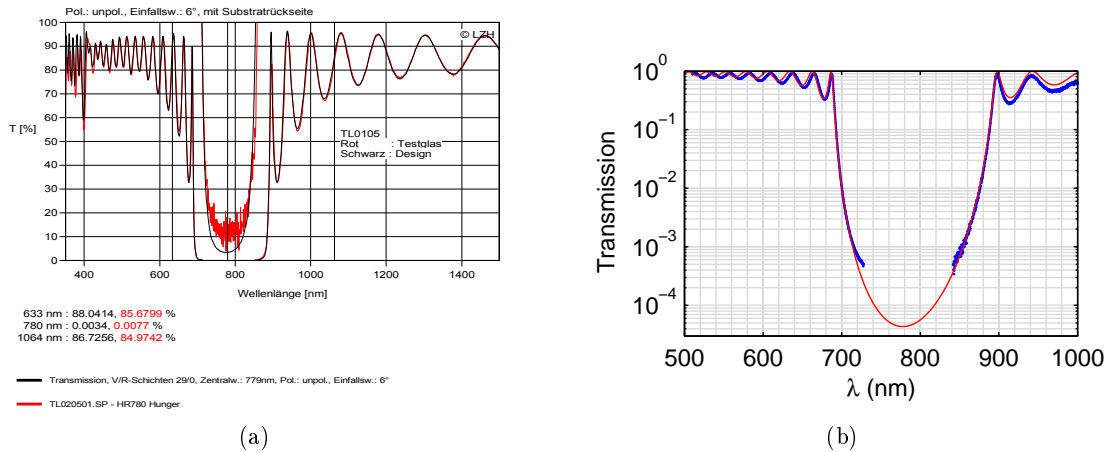 Pol.: unpol., Einfallsw.: 6°, mit Substratrückseite
100
90
80
70
60
50
40
30
20
10
0
T [%]
© LZH
TL0105
Rot : Testglas
Schwarz : Design
400
600
800
1000
1200
1400
Wellenlänge [nm]
633 nm : 88.0414, 85.6799 %
780 nm : 0.0034, 0.0077 %
1064 nm : 86.7256, 84.9742 %
Transmission, V/R-Schichten 29/0, Zentralw.: 779nm, Pol.: unpol., Einfallsw.: 6°
TL020501.SP - HR780 Hunger
(a)
Transmission
10⁰
10⁻¹
10⁻²
10⁻³
10⁻⁴
500
600
700
800
900
1000
λ (nm)
(b)